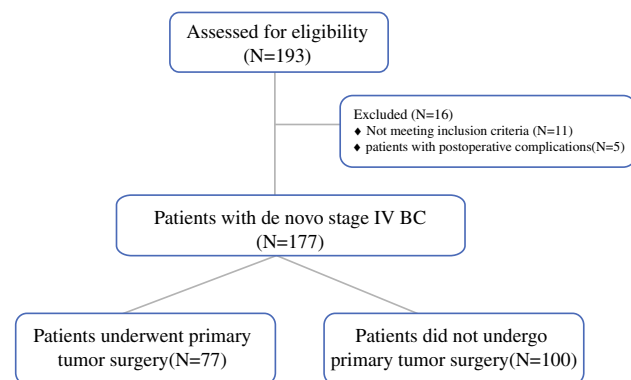 Assessed for eligibility
(N=193)
Excluded (N=16)
♦ Not meeting inclusion criteria (N=11)
♦ patients with postoperative complications(N=5)
Patients with de novo stage IV BC
(N=177)
Patients underwent primary
tumor surgery(N=77)
Patients did not undergo
primary tumor surgery(N=100)